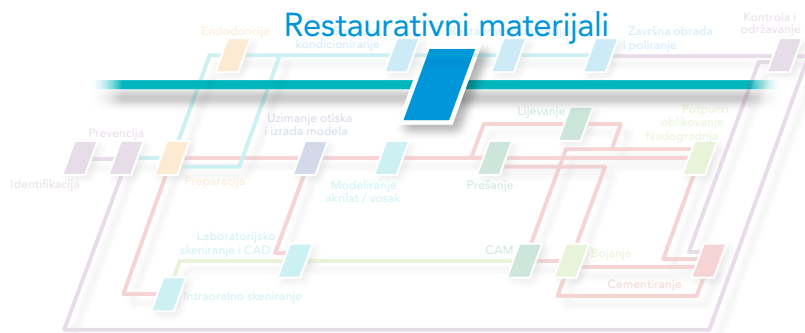 Restaurativni materijali
Kontrola i
održavanje
Endodoncija
kondicioniranje
Završna obrada
i poliranje
Lijevanje
Potpuno
oblikovanje
Nadogradnja
Uzimanje otiska
i izrada modela
Prevencija
Identifikacija
Preparacija
Modeliranje
akrilat / vosak
Prešanje
Laboratorijsko
skeniranje i CAD
CAM
Bojanje
Cementiranje
Intraoralno skeniranje